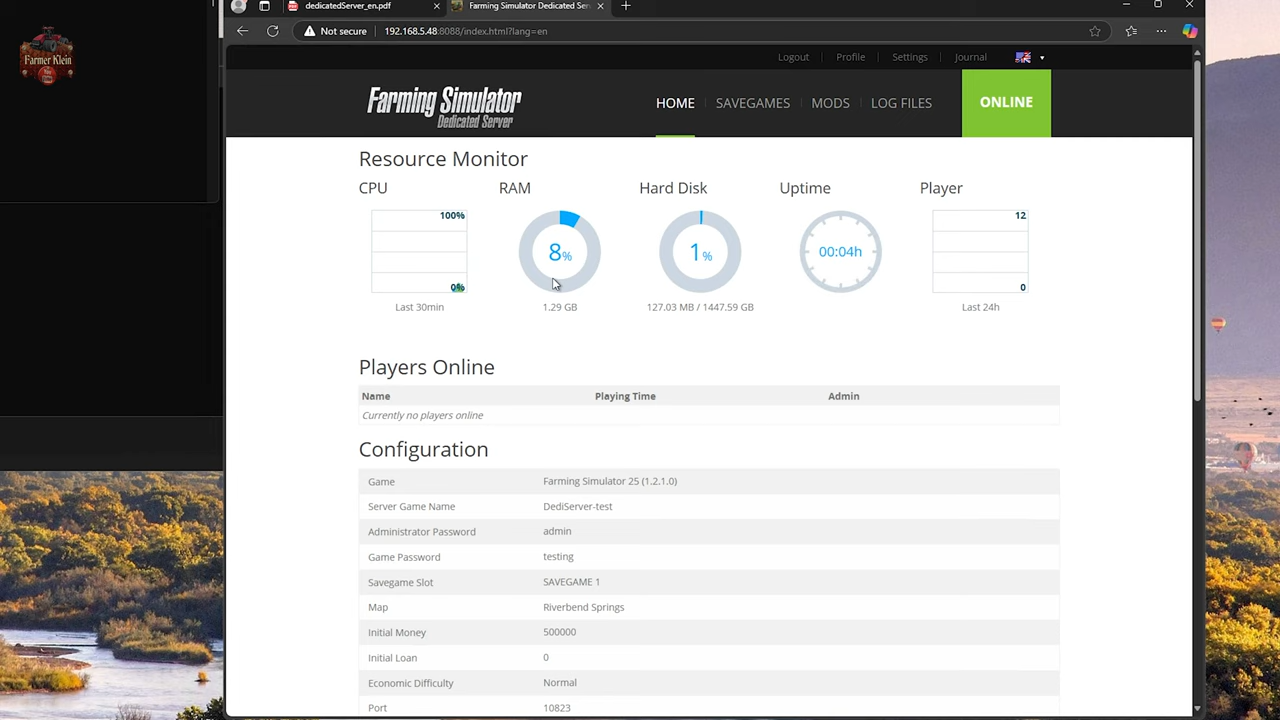 dedicatedServer_en.pdf
Farming Simulator Dedicated Ser
Not secure
192.168.5.48:8088/index.html?lang=en
Farmer Klein
Logout
Profile
Settings
Journal
Farming Simulator
Dedicated Server
HOME
SAVEGAMES
MODS
LOG FILES
ONLINE
Resource Monitor
CPU
RAM
Hard Disk
Uptime
Player
100%
0%
8%
1%
00:04h
12
0
Last 30min
1.29 GB
127.03 MB / 1447.59 GB
Last 24h
Players Online
Name Playing Time Admin
Currently no players online
Configuration
Game Farming Simulator 25 (1.2.1.0)
Server Game Name DediServer-test
Administrator Password admin
Game Password testing
Savegame Slot SAVEGAME 1
Map Riverbend Springs
Initial Money 500000
Initial Loan 0
Economic Difficulty Normal
Port 10823